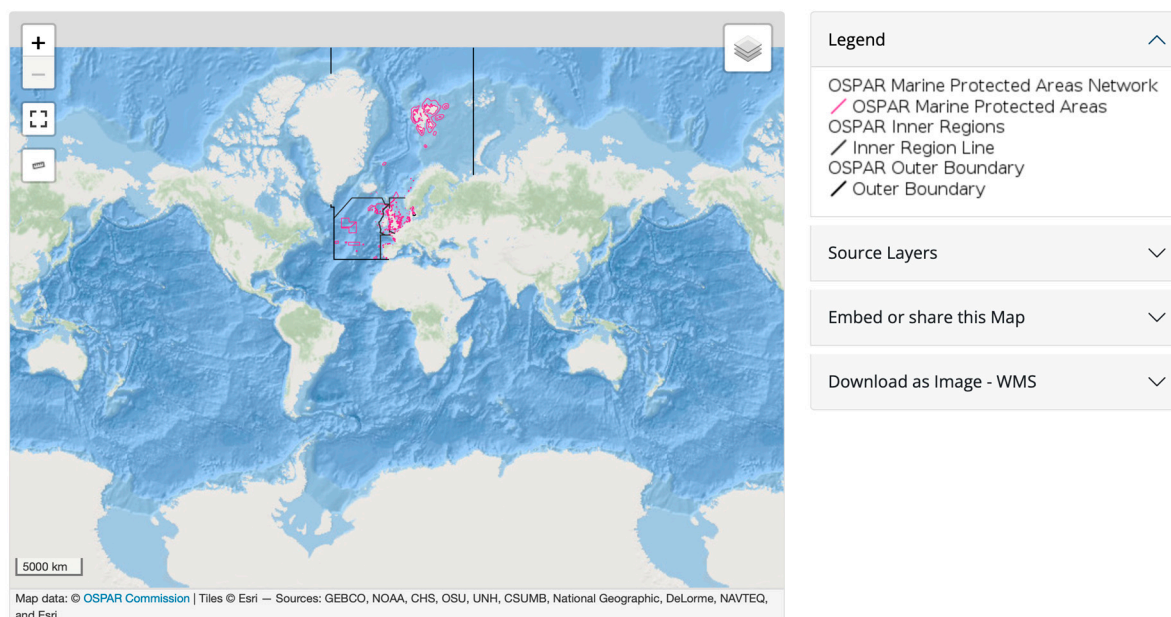 +
−
5000 km
Map data: © OSPAR Commission | Tiles © Esri — Sources: GEBCO, NOAA, CHS, OSU, UNH, CSUMB, National Geographic, DeLorme, NAVTEQ,
and Esri
Legend
OSPAR Marine Protected Areas Network
OSPAR Marine Protected Areas
OSPAR Inner Regions
Inner Region Line
OSPAR Outer Boundary
Outer Boundary
Source Layers
Embed or share this Map
Download as Image - WMS